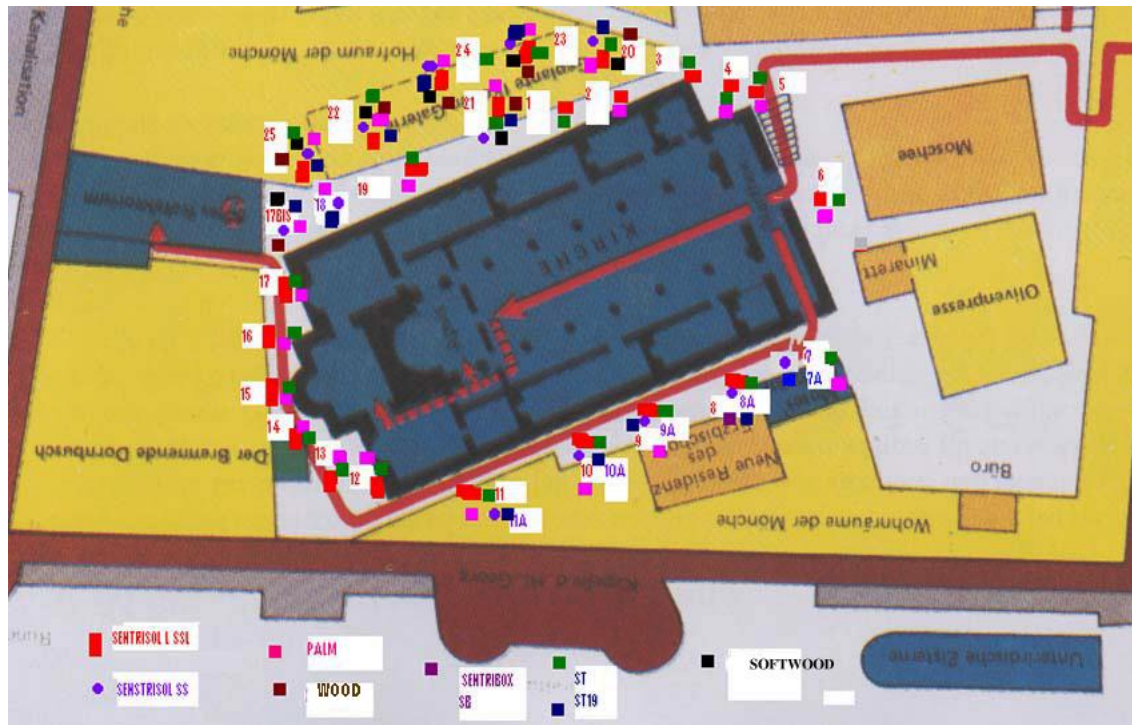 Kanalisation
Hofraum der Mönche
24
23
20
3
4
5
22
21
1
2
25
19
18
17BIS
6
Moschee
Minarett
Olivenpresse
KIRCHE
17
16
15
14
13
12
7
7A
8
8A
9
9A
10
10A
11
11A
Der Brennende Dornbusch
Neue Residenz
des
Büro
Wohnräume der Mönche
Kapelle d. Hl. Georg
Unterirdische Zisterne
SENTRISOL L SSL
SENSTRISOL SS
PALM
WOOD
SENTRIBOX
SB
ST
ST19
SOFTWOOD